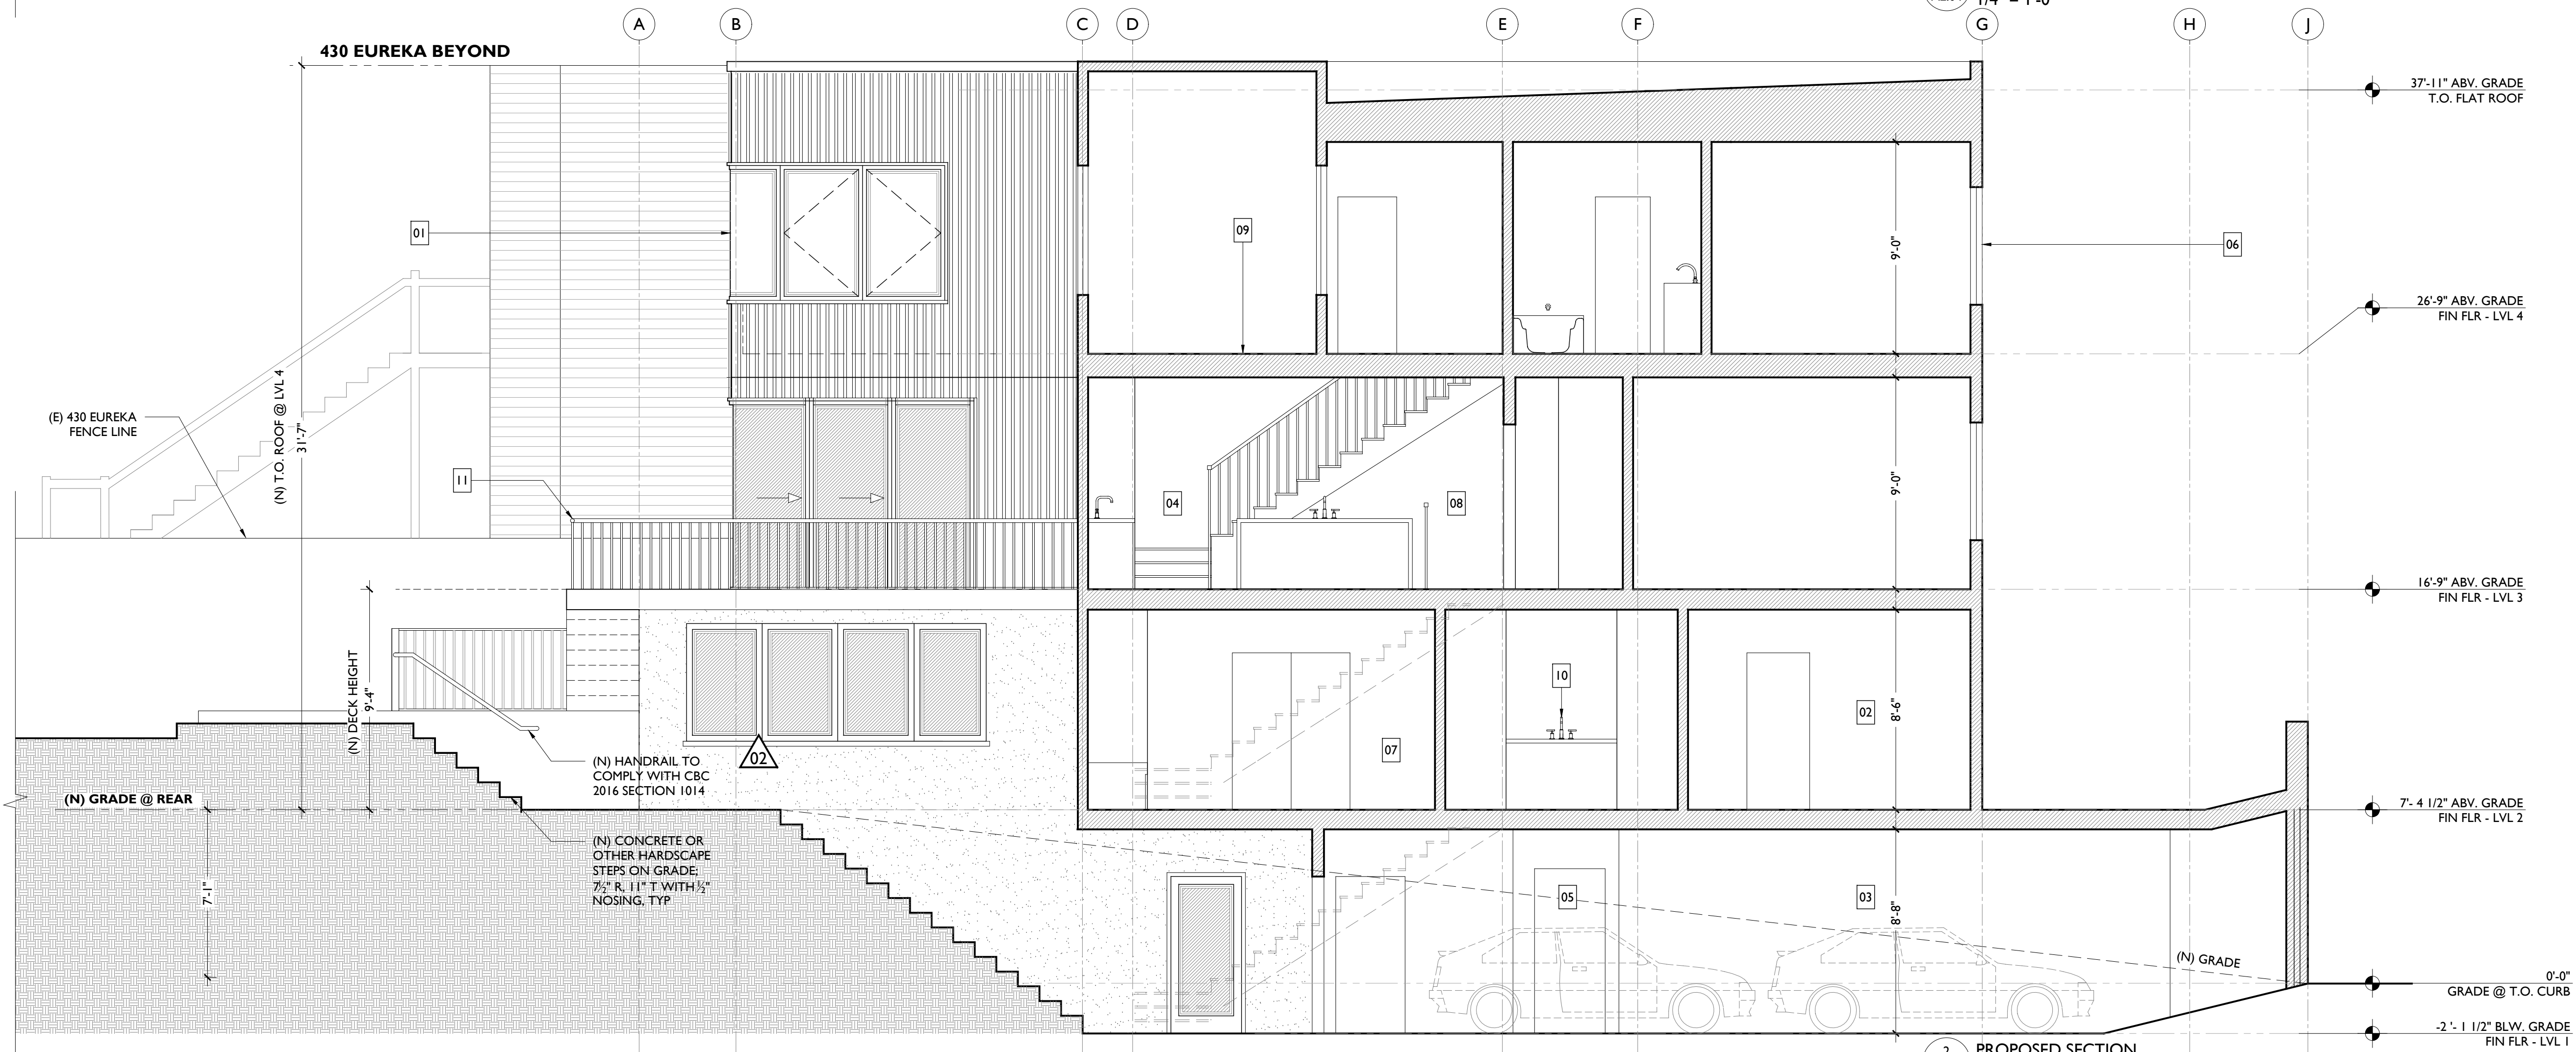 1/4" = 1'-0"
A
B
C
D
E
F
G
H
J
430 EUREKA BEYOND
37'-11" ABV. GRADE
T.O. FLAT ROOF
01
09
9'-0"
06
26'-9" ABV. GRADE
FIN FLR - LVL 4
(E) 430 EUREKA
FENCE LINE
(N) T.O. ROOF @ LVL 4
31'-7"
11
04
08
9'-0"
16'-9" ABV. GRADE
FIN FLR - LVL 3
(N) DECK HEIGHT
9'-4"
10
02
8'-6"
07
02
(N) HANDRAIL TO
COMPLY WITH CBC
2016 SECTION 1014
(N) GRADE @ REAR
7'- 4 1/2" ABV. GRADE
FIN FLR - LVL 2
(N) CONCRETE OR
OTHER HARDSCAPE
STEPS ON GRADE;
7½" R, 11" T WITH ½"
NOSING, TYP
7'-1"
05
03
8'-8"
(N) GRADE
0'-0"
GRADE @ T.O. CURB
-2 '- 1 1/2" BLW. GRADE
FIN FLR - LVL 1
2
PROPOSED SECTION